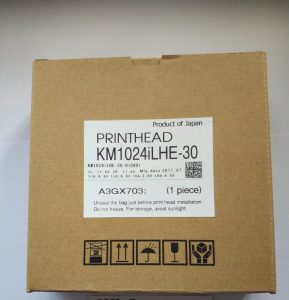 Product of Japan
PRINTHEAD
KM1024iLHE-30
A3GX703: (1 piece)
Unseal the bag just before print head installation.
Do not freeze. For storage, avoid sunlight.